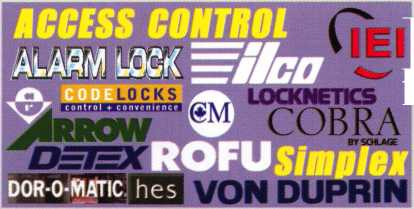 ACCESS CONTROL
IEI
ALARM LOCK
ilco
CODELOCKS
control + convenience
LOCKNETICS
CM
COBRA
BY SCHLAGE
ARROW
DETEX
ROFU
Simplex
DOR-O-MATIC
hes
VON DUPRIN